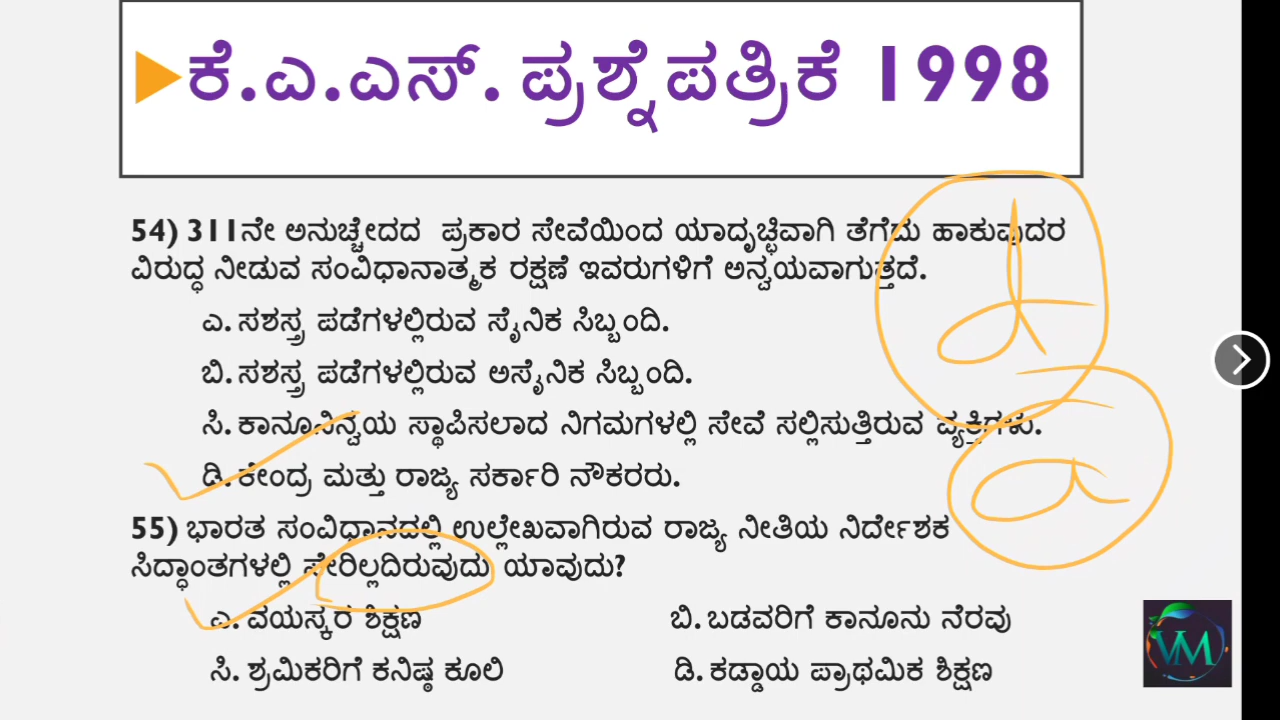 ಕೆ.ಎ.ಎಸ್. ಪ್ರಶ್ನೆಪತ್ರಿಕೆ 1998
54) 311ನೇ ಅನುಚ್ಛೇದದ ಪ್ರಕಾರ ಸೇವೆಯಿಂದ ಯಾದೃಚ್ಛಿವಾಗಿ ತೆಗೆದು ಹಾಕುವುದರ
ವಿರುದ್ಧ ನೀಡುವ ಸಂವಿಧಾನಾತ್ಮಕ ರಕ್ಷಣೆ ಇವರುಗಳಿಗೆ ಅನ್ವಯವಾಗುತ್ತದೆ.
d
ಎ. ಸಶಸ್ತ್ರ ಪಡೆಗಳಲ್ಲಿರುವ ಸೈನಿಕ ಸಿಬ್ಬಂದಿ.
ಬಿ. ಸಶಸ್ತ್ರ ಪಡೆಗಳಲ್ಲಿರುವ ಅಸೈನಿಕ ಸಿಬ್ಬಂದಿ.
ಸಿ. ಕಾನೂನಿನ್ವಯ ಸ್ಥಾಪಿಸಲಾದ ನಿಗಮಗಳಲ್ಲಿ ಸೇವೆ ಸಲ್ಲಿಸುತ್ತಿರುವ ವ್ಯಕ್ತಿಗಳು.
ಡಿ. ಕೇಂದ್ರ ಮತ್ತು ರಾಜ್ಯ ಸರ್ಕಾರಿ ನೌಕರರು.
a
55) ಭಾರತ ಸಂವಿಧಾನದಲ್ಲಿ ಉಲ್ಲೇಖವಾಗಿರುವ ರಾಜ್ಯ ನೀತಿಯ ನಿರ್ದೇಶಕ
ಸಿದ್ಧಾಂತಗಳಲ್ಲಿ ಸೇರಿಲ್ಲದಿರುವುದು ಯಾವುದು?
ಎ. ವಯಸ್ಕರ ಶಿಕ್ಷಣ ಬಿ. ಬಡವರಿಗೆ ಕಾನೂನು ನೆರವು
ಸಿ. ಶ್ರಮಿಕರಿಗೆ ಕನಿಷ್ಠ ಕೂಲಿ ಡಿ. ಕಡ್ಡಾಯ ಪ್ರಾಥಮಿಕ ಶಿಕ್ಷಣ
VM